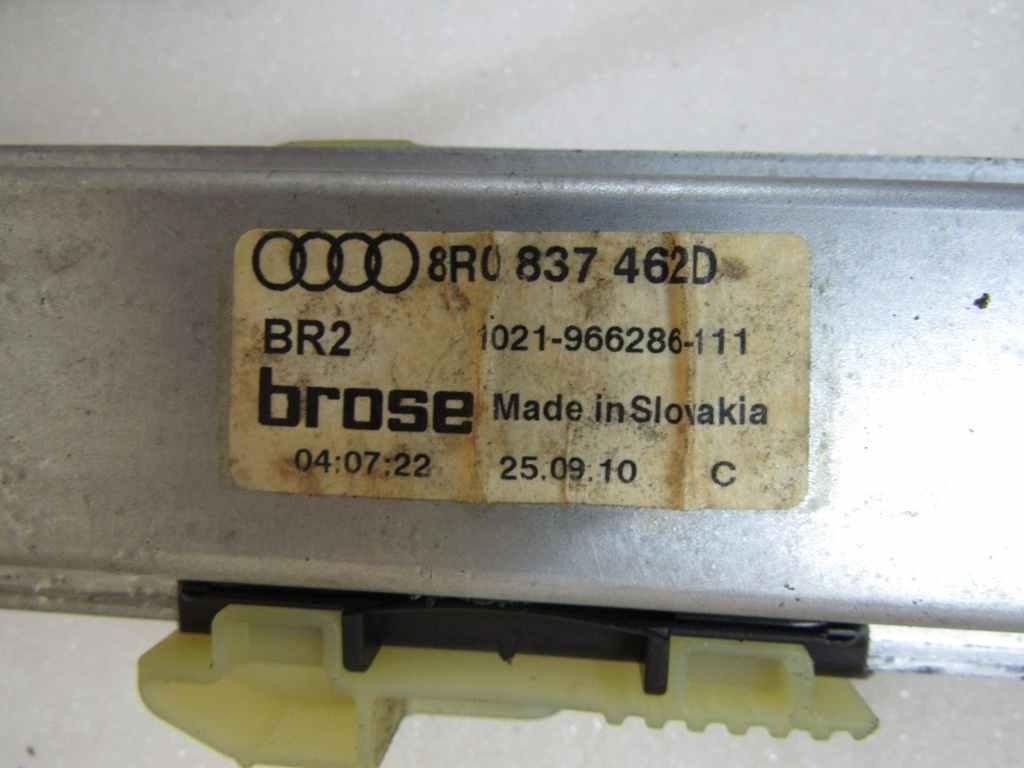 8R0 837 462D
BR2 1021-966286-111
brose Made in Slovakia
04:07:22 25.09.10 C